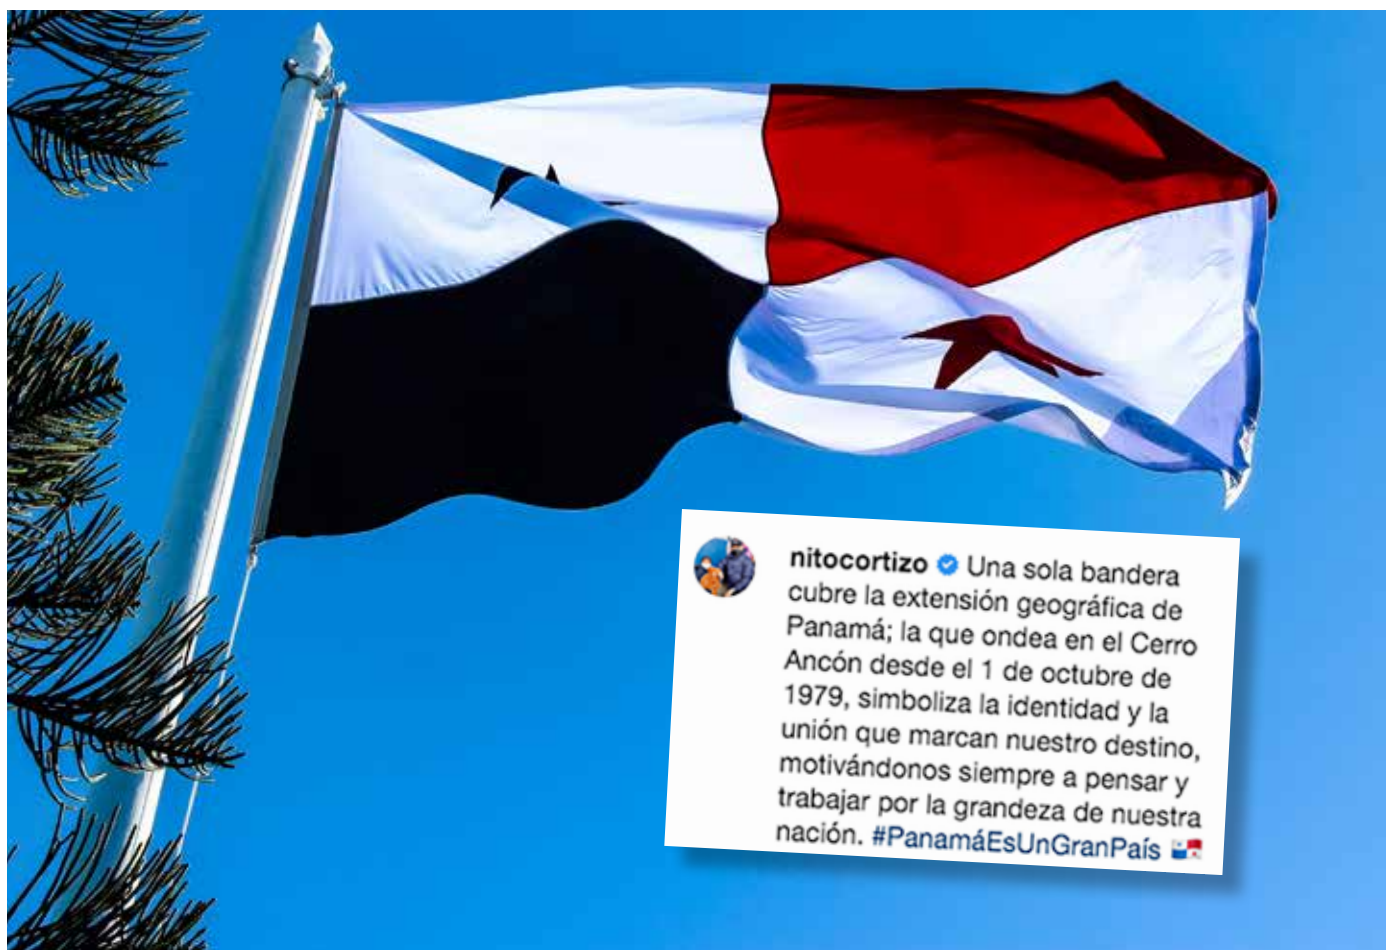 nitocortizo Una sola bandera
cubre la extensión geográfica de
Panamá; la que ondea en el Cerro
Ancón desde el 1 de octubre de
1979, simboliza la identidad y la
unión que marcan nuestro destino,
motivándonos siempre a pensar y
trabajar por la grandeza de nuestra
nación. #PanamáEsUnGranPaís 🇵🇦